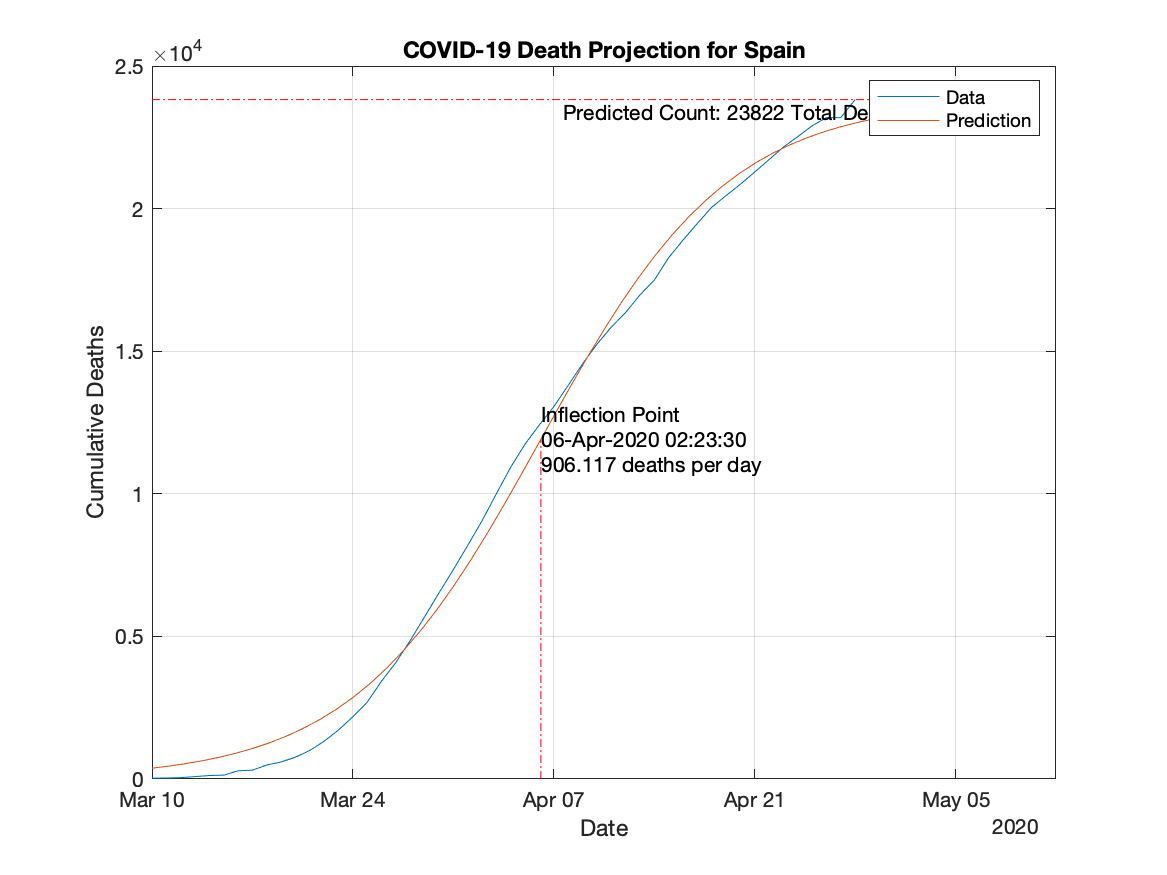 COVID-19 Death Projection for Spain
×10^4
2.5
2
1.5
1
0.5
0
Cumulative Deaths
Predicted Count: 23822 Total De
Data
Prediction
Inflection Point
06-Apr-2020 02:23:30
906.117 deaths per day
Mar 10
Mar 24
Apr 07
Apr 21
May 05
Date
2020